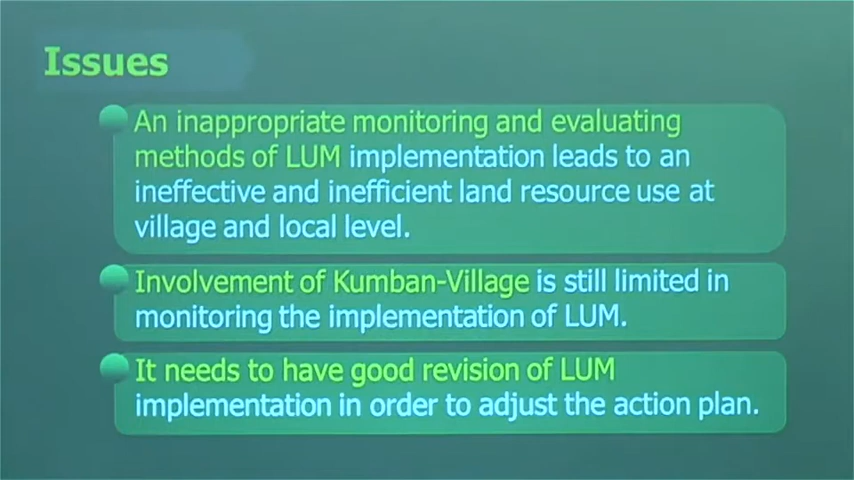 Issues
An inappropriate monitoring and evaluating
methods of LUM implementation leads to an
ineffective and inefficient land resource use at
village and local level.
Involvement of Kumban-Village is still limited in
monitoring the implementation of LUM.
It needs to have good revision of LUM
implementation in order to adjust the action plan.